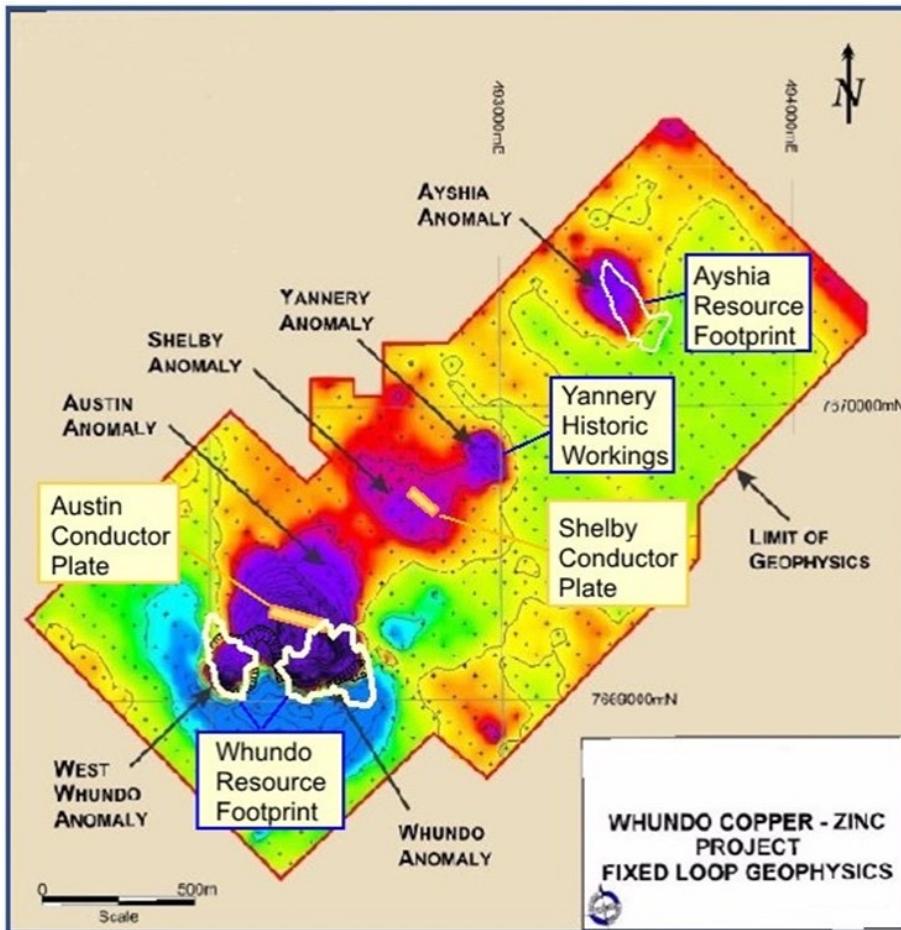 493000mE
494000mE
N
AYSHIA
ANOMALY
Ayshia
Resource
Footprint
YANNERY
ANOMALY
SHELBY
ANOMALY
7670000mN
AUSTIN
ANOMALY
Yannery
Historic
Workings
Austin
Conductor
Plate
Shelby
Conductor
Plate
LIMIT OF
GEOPHYSICS
7669000mN
WEST
WHUNDO
ANOMALY
Whundo
Resource
Footprint
WHUNDO
ANOMALY
WHUNDO COPPER - ZINC
PROJECT
FIXED LOOP GEOPHYSICS
0
500m
Scale